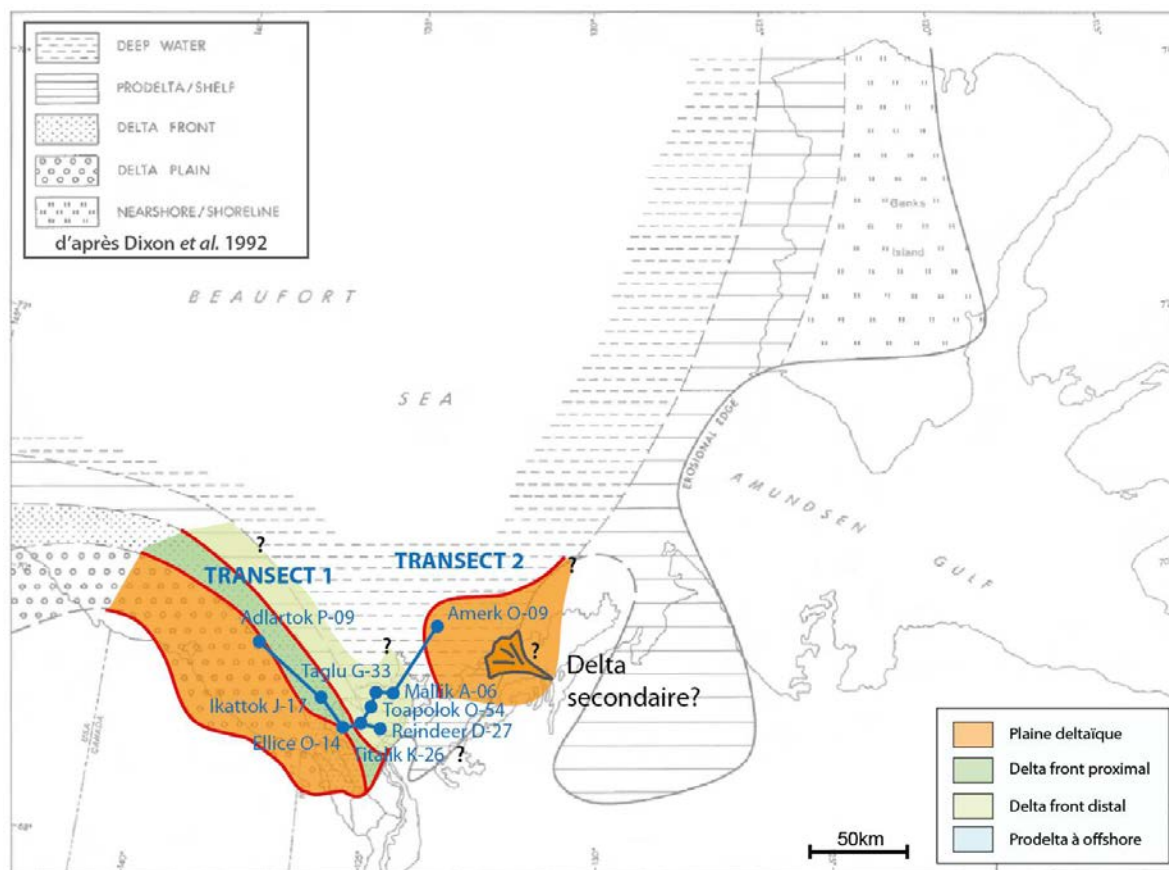 DEEP WATER
PRODELTA/SHELF
DELTA FRONT
DELTA PLAIN
NEARSHORE/SHORELINE
d'après Dixon et al. 1992
BEAUFORT
SEA
Banks
Island
EROSIONAL EDGE
AMUNDSEN
GULF
?
TRANSECT 1
TRANSECT 2
?
Adlartok P-09
Amerk O-09
?
?
Taglu G-33
Mallik A-06
Delta
secondaire?
Ikattok J-17
Toapolok O-54
Reindeer D-27
Ellice O-14
Titalik K-26
?
USA
CANADA
68°
50km
Plaine deltaïque
Delta front proximal
Delta front distal
Prodelta à offshore